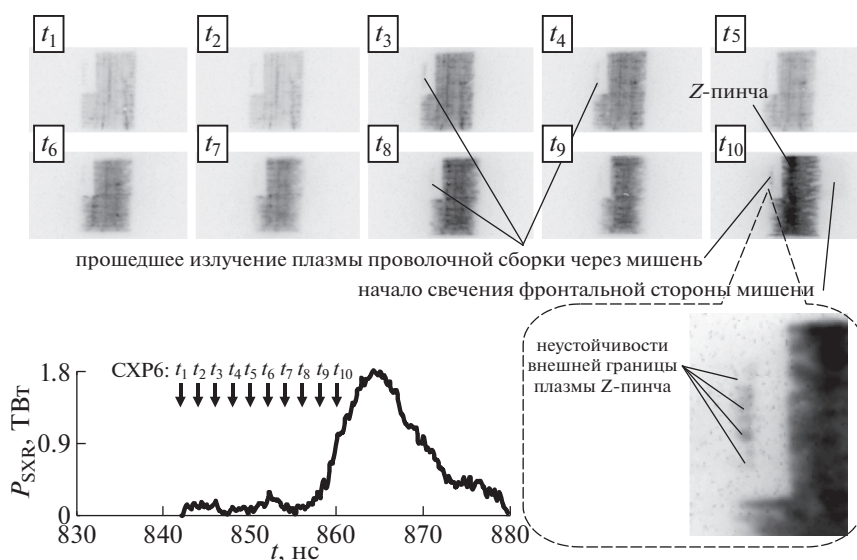 t1
t2
t3
t4
t5
Z-пинча
t6
t7
t8
t9
t10
прошедшее излучение плазмы проволочной сборки через мишень
начало свечения фронтальной стороны мишени
неустойчивости
внешней границы
плазмы Z-пинча
СХР6: t1 t2 t3 t4 t5 t6 t7 t8 t9 t10
1.8
0.9
0
PSXR, ТВт
830 840 850 860 870 880
t, нс